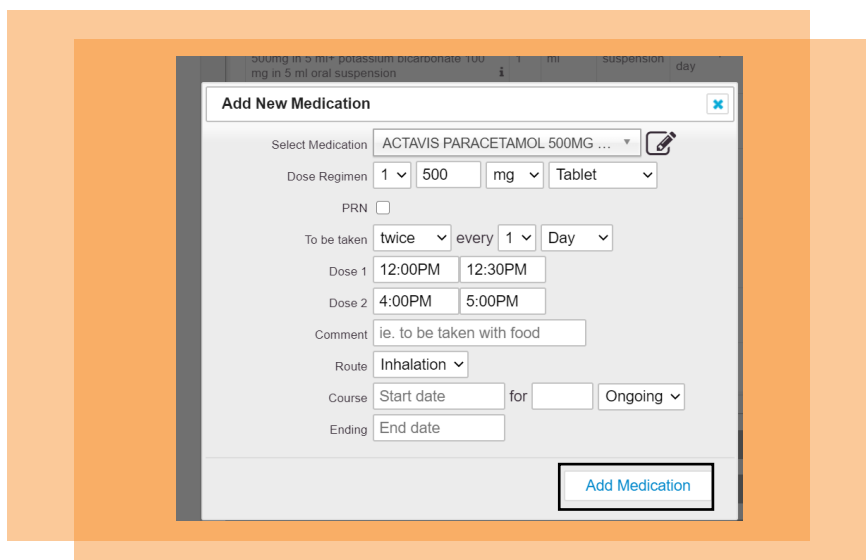 500mg in 5 ml+ potassium bicarbonate 100 1 ml suspension
mg in 5 ml oral suspension i day
Add New Medication
Select Medication ACTAVIS PARACETAMOL 500MG ...
Dose Regimen 1 500 mg Tablet
PRN
To be taken twice every 1 Day
Dose 1 12:00PM 12:30PM
Dose 2 4:00PM 5:00PM
Comment ie. to be taken with food
Route Inhalation
Course Start date for Ongoing
Ending End date
Add Medication